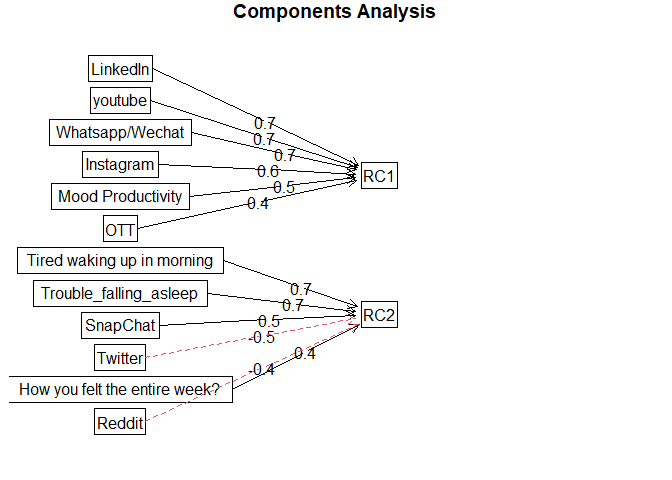 Components Analysis
LinkedIn
youtube
Whatsapp/Wechat
Instagram
Mood Productivity
OTT
Tired waking up in morning
Trouble_falling_asleep
SnapChat
Twitter
How you felt the entire week?
Reddit
0.7
0.7
0.7
0.6
0.5
0.4
0.7
0.7
0.5
-0.5
0.4
-0.4
RC1
RC2